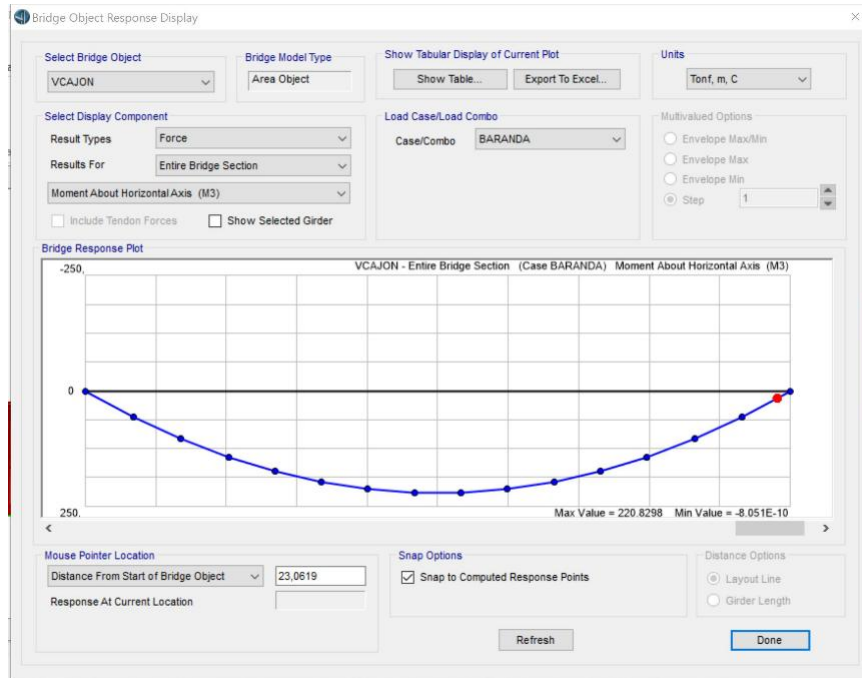 Bridge Object Response Display
Select Bridge Object
VCAJON
Bridge Model Type
Area Object
Show Tabular Display of Current Plot
Show Table...
Export To Excel...
Units
Tonf, m, C
Select Display Component
Result Types
Force
Results For
Entire Bridge Section
Moment About Horizontal Axis (M3)
Include Tendon Forces
Show Selected Girder
Load Case/Load Combo
Case/Combo
BARANDA
Multivalued Options
Envelope Max/Min
Envelope Max
Envelope Min
Step
1
Bridge Response Plot
-250.
VCAJON - Entire Bridge Section (Case BARANDA) Moment About Horizontal Axis (M3)
0
250.
Max Value = 220.8298 Min Value = -8.051E-10
Mouse Pointer Location
Distance From Start of Bridge Object
23,0619
Response At Current Location
Snap Options
Snap to Computed Response Points
Distance Options
Layout Line
Girder Length
Refresh
Done